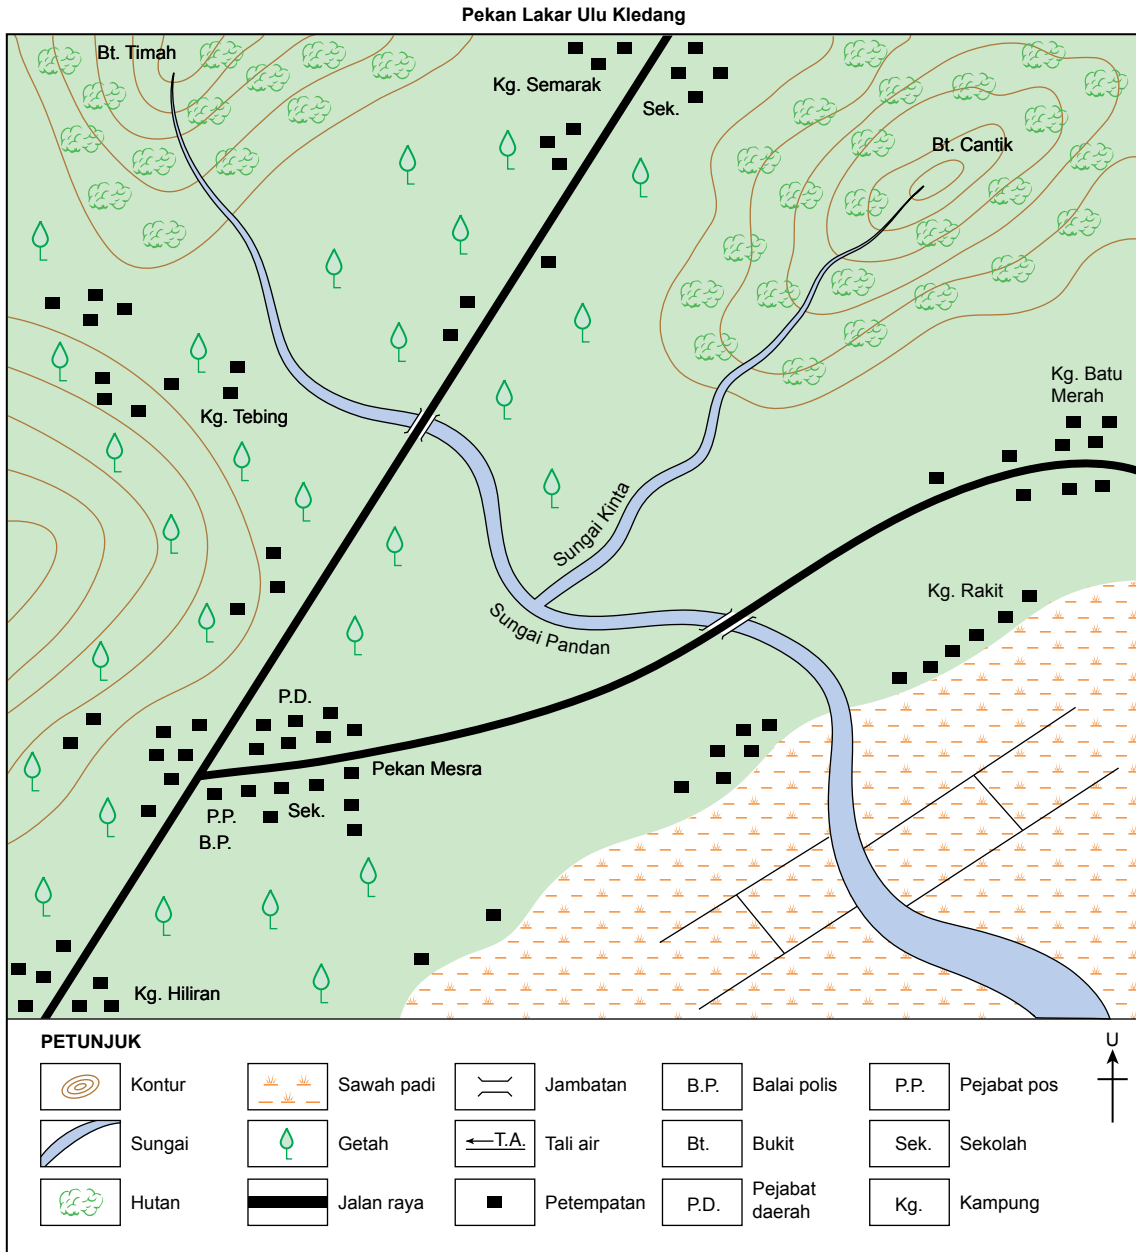 Pekan Lakar Ulu Kledang
Bt. Timah
Kg. Semarak
Sek.
Bt. Cantik
Kg. Tebing
Kg. Batu
Merah
Sungai Kinta
Sungai Pandan
Kg. Rakit
P.D.
Pekan Mesra
P.P.
Sek.
B.P.
Kg. Hiliran
PETUNJUK
U
Kontur
Sawah padi
Jambatan
B.P.
Balai polis
P.P.
Pejabat pos
Sungai
Getah
T.A.
Tali air
Bt.
Bukit
Sek.
Sekolah
Hutan
Jalan raya
Petempatan
P.D.
Pejabat
daerah
Kg.
Kampung